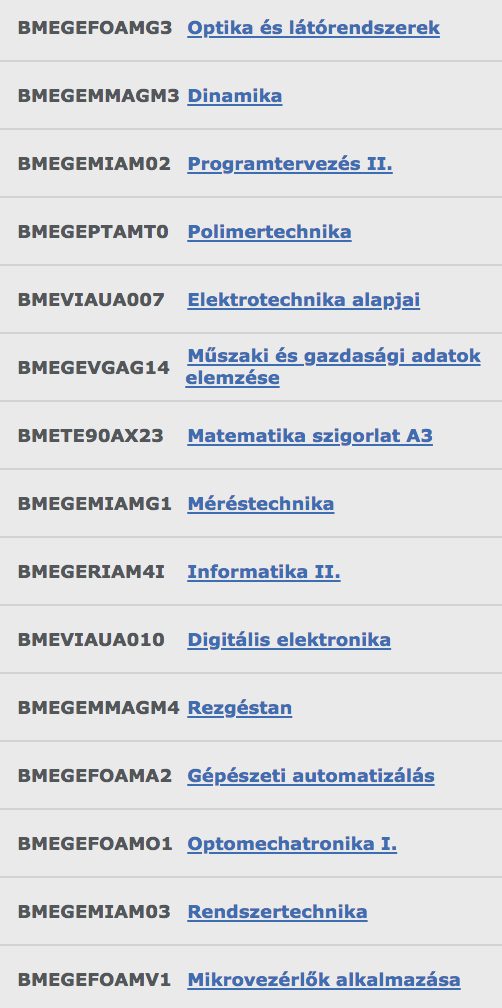 BMEGEFOAMG3 Optika és látórendszerek
BMEGEMMAGM3 Dinamika
BMEGEMIAM02 Programtervezés II.
BMEGEPTAMT0 Polimertechnika
BMEVIAUA007 Elektrotechnika alapjai
BMEGEVGAG14 Műszaki és gazdasági adatok
elemzése
BMETE90AX23 Matematika szigorlat A3
BMEGEMIAMG1 Méréstechnika
BMEGERIAM4I Informatika II.
BMEVIAUA010 Digitális elektronika
BMEGEMMAGM4 Rezgéstan
BMEGEFOAMA2 Gépészeti automatizálás
BMEGEFOAMO1 Optomechatronika I.
BMEGEMIAM03 Rendszertechnika
BMEGEFOAMV1 Mikrovezérlők alkalmazása